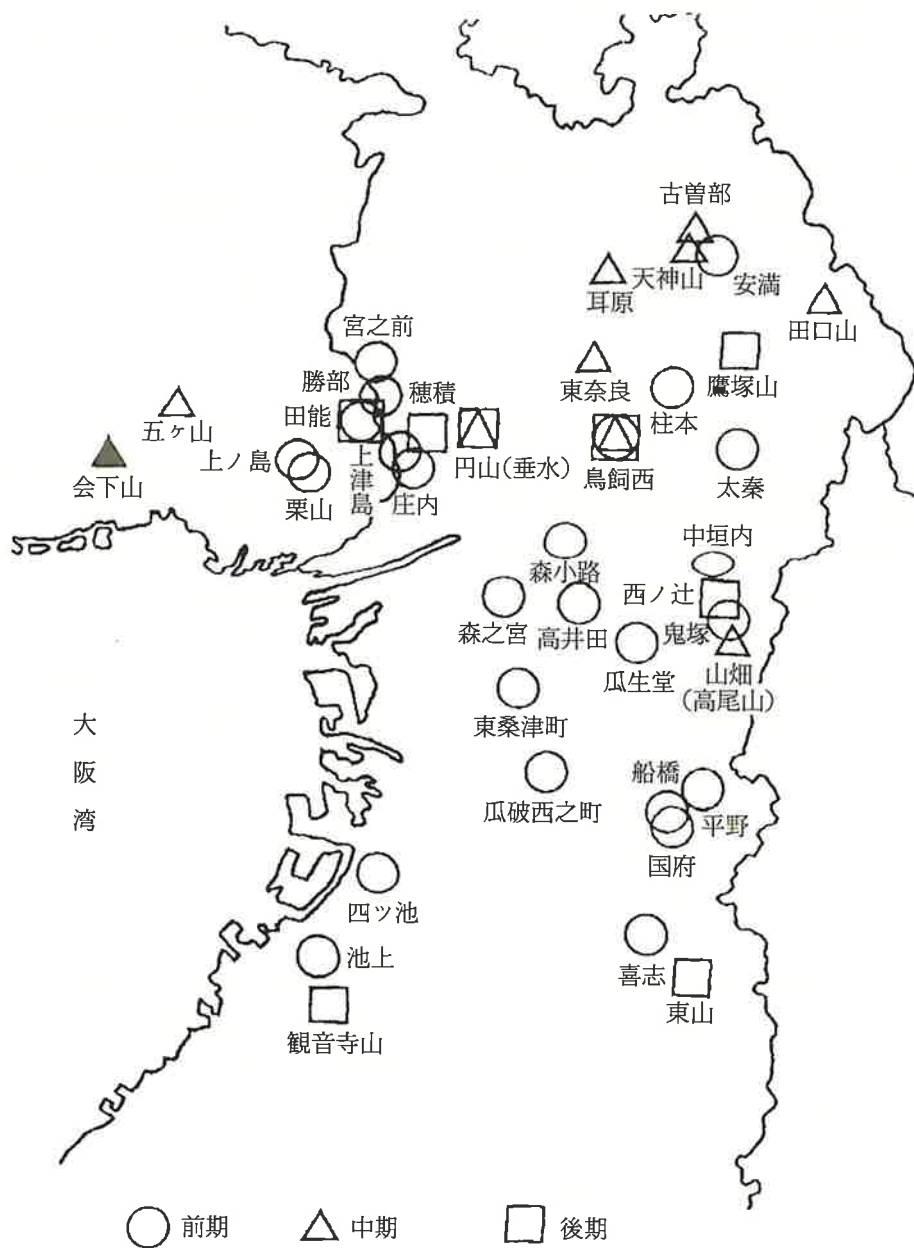 古曽部
天神山
安満
耳原
田口山
宮之前
鷹塚山
勝部
穂積
東奈良
柱本
田能
五ヶ山
上ノ島
円山(垂水)
鳥飼西
太秦
会下山
栗山
上津島
庄内
中垣内
森小路
西ノ辻
森之宮
高井田
鬼塚
瓜生堂
山畑
(高尾山)
大阪湾
東桑津町
船橋
瓜破西之町
平野
国府
四ツ池
池上
喜志
東山
観音寺山
前期 中期 後期